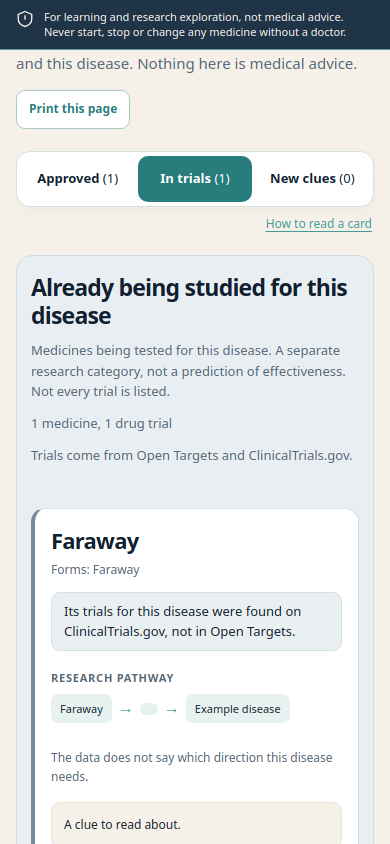 For learning and research exploration, not medical advice.
Never start, stop or change any medicine without a doctor.
and this disease. Nothing here is medical advice.
Print this page
Approved (1)
In trials (1)
New clues (0)
How to read a card
Already being studied for this
disease
Medicines being tested for this disease. A separate
research category, not a prediction of effectiveness.
Not every trial is listed.
1 medicine, 1 drug trial
Trials come from Open Targets and ClinicalTrials.gov.
Faraway
Forms: Faraway
Its trials for this disease were found on
ClinicalTrials.gov, not in Open Targets.
RESEARCH PATHWAY
Faraway → → Example disease
The data does not say which direction this disease
needs.
A clue to read about.